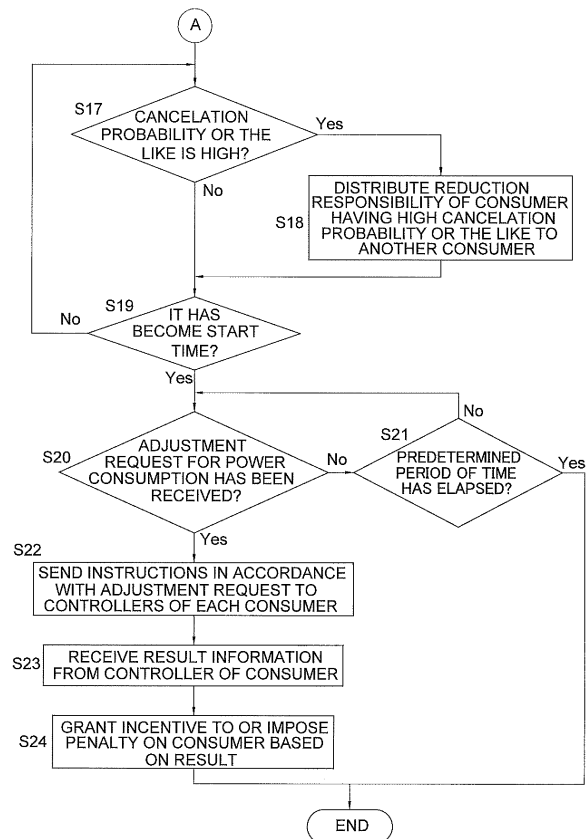 A
S17
CANCELATION
PROBABILITY OR THE
LIKE IS HIGH?
Yes
No
S18
DISTRIBUTE REDUCTION
RESPONSIBILITY OF CONSUMER
HAVING HIGH CANCELATION
PROBABILITY OR THE LIKE TO
ANOTHER CONSUMER
S19
IT HAS
BECOME START
TIME?
No
Yes
S20
ADJUSTMENT
REQUEST FOR POWER
CONSUMPTION HAS BEEN
RECEIVED?
No
Yes
S21
PREDETERMINED
PERIOD OF TIME
HAS ELAPSED?
No
Yes
S22
SEND INSTRUCTIONS IN ACCORDANCE
WITH ADJUSTMENT REQUEST TO
CONTROLLERS OF EACH CONSUMER
S23
RECEIVE RESULT INFORMATION
FROM CONTROLLER OF CONSUMER
S24
GRANT INCENTIVE TO OR IMPOSE
PENALTY ON CONSUMER BASED
ON RESULT
END